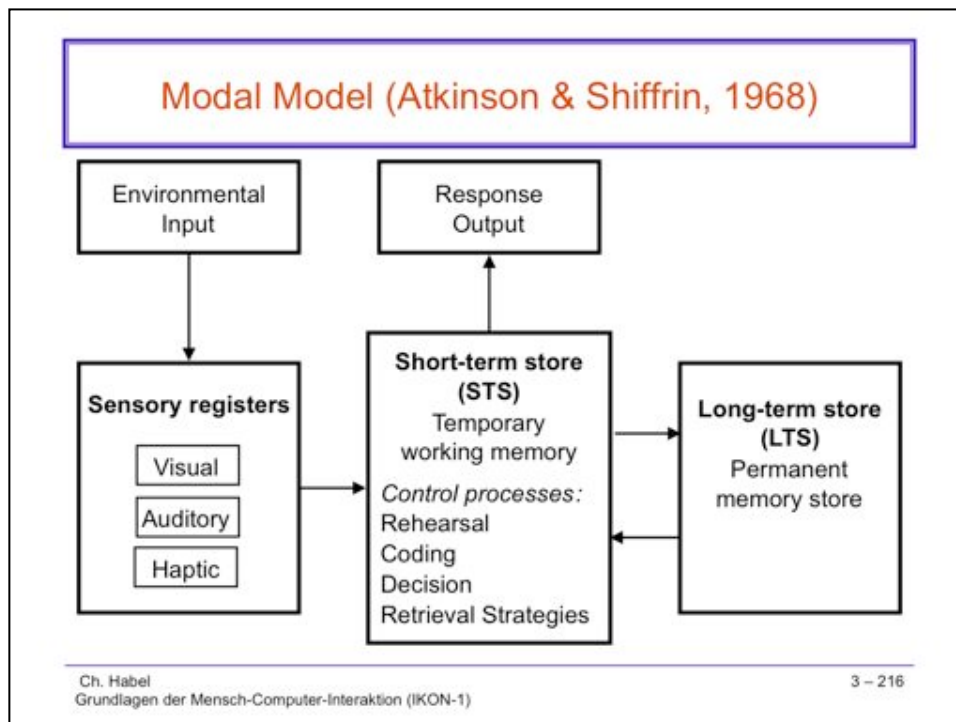 Modal Model (Atkinson & Shiffrin, 1968)
Environmental
Input
Response
Output
Sensory registers
Visual
Auditory
Haptic
Short-term store
(STS)
Temporary
working memory
Control processes:
Rehearsal
Coding
Decision
Retrieval Strategies
Long-term store
(LTS)
Permanent
memory store
Ch. Habel
Grundlagen der Mensch-Computer-Interaktion (IKON-1)
3 – 216